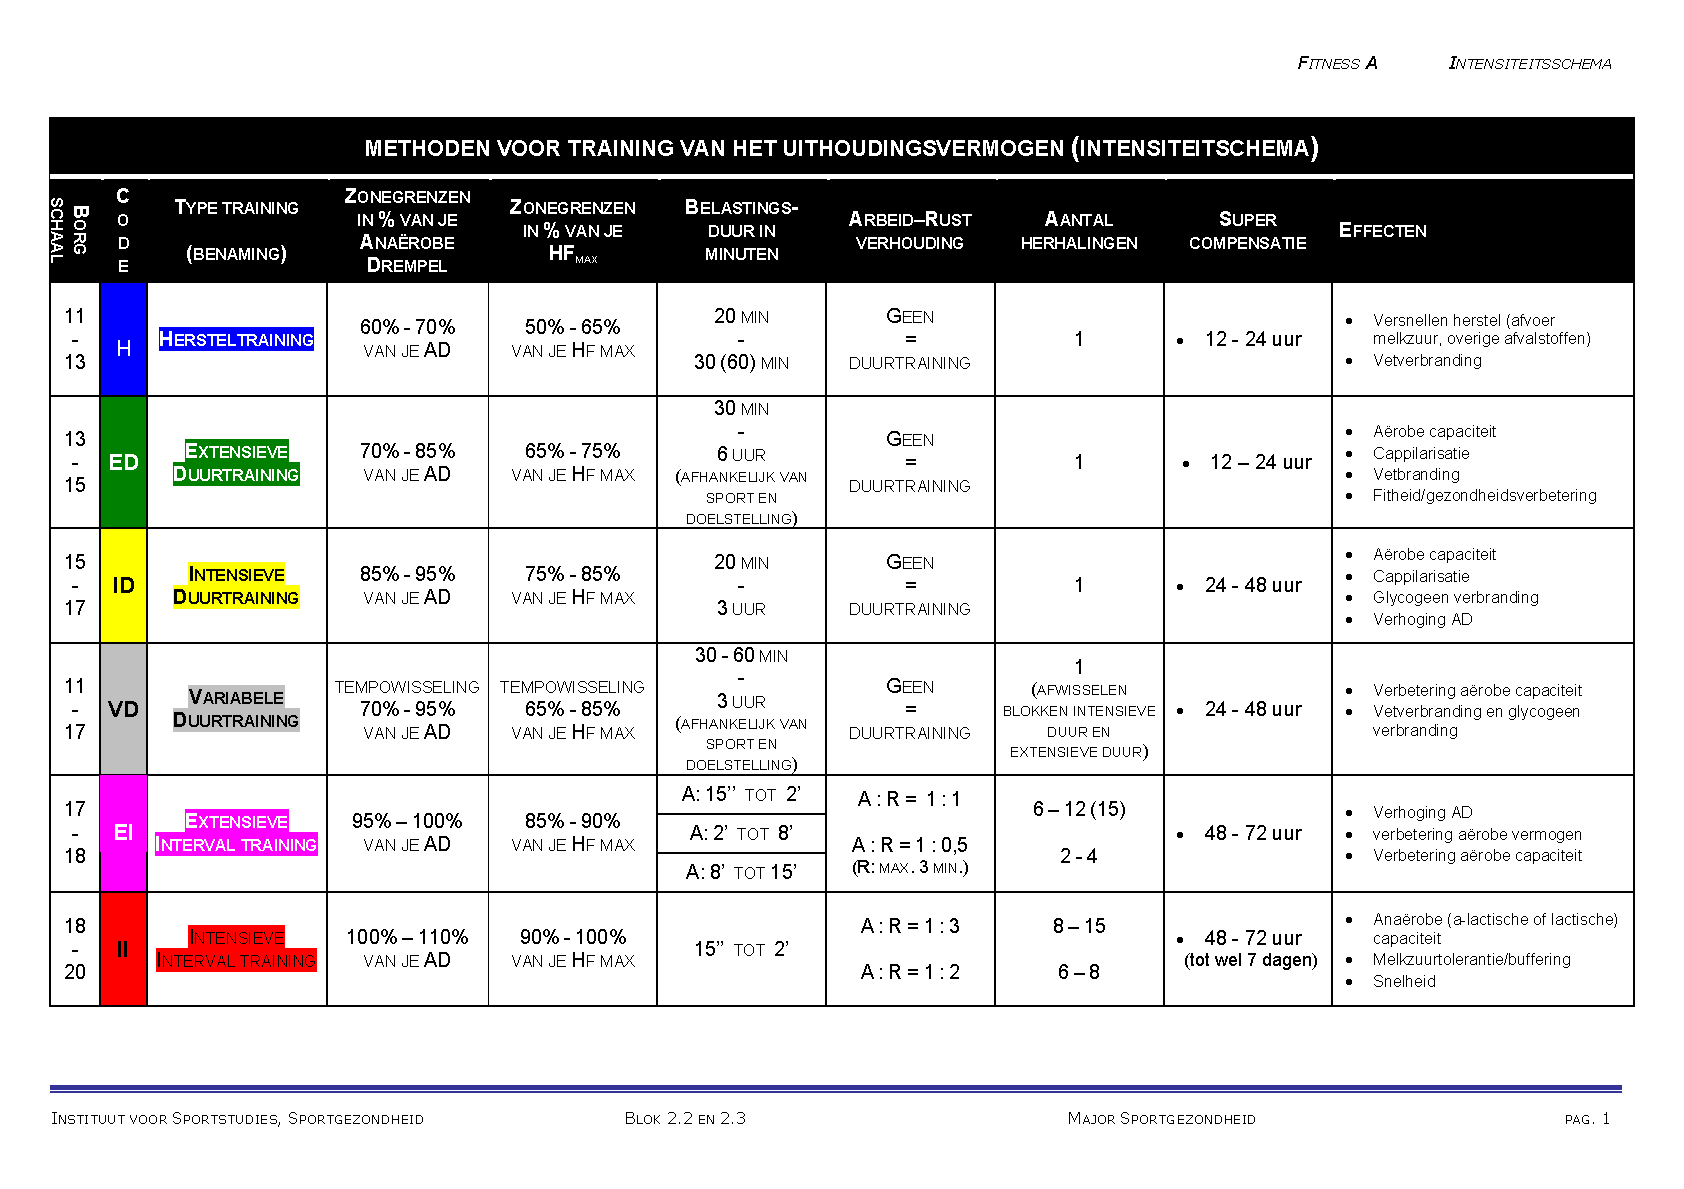 FITNESS A INTENSITEITSSCHEMA
METHODEN VOOR TRAINING VAN HET UITHOUDINGSVERMOGEN (INTENSITEITSCHEMA)
BORG
SCHAAL
C
O
D
E
TYPE TRAINING
(BENAMING)
ZONEGRENZEN
IN % VAN JE
ANAËROBE
DREMPEL
ZONEGRENZEN
IN % VAN JE
HFMAX
BELASTINGS-
DUUR IN
MINUTEN
ARBEID–RUST
VERHOUDING
AANTAL
HERHALINGEN
SUPER
COMPENSATIE
EFFECTEN
11
-
13
H
HERSTELTRAINING
60% - 70%
VAN JE AD
50% - 65%
VAN JE HF MAX
20 MIN
-
30 (60) MIN
GEEN
=
DUURTRAINING
1
• 12 - 24 uur
• Versnellen herstel (afvoer
melkzuur, overige afvalstoffen)
• Vetverbranding
13
-
15
ED
EXTENSIEVE
DUURTRAINING
70% - 85%
VAN JE AD
65% - 75%
VAN JE HF MAX
30 MIN
-
6 UUR
(AFHANKELIJK VAN
SPORT EN
DOELSTELLING)
GEEN
=
DUURTRAINING
1
• 12 – 24 uur
• Aërobe capaciteit
• Cappilarisatie
• Vetbranding
• Fitheid/gezondheidsverbetering
15
-
17
ID
INTENSIEVE
DUURTRAINING
85% - 95%
VAN JE AD
75% - 85%
VAN JE HF MAX
20 MIN
-
3 UUR
GEEN
=
DUURTRAINING
1
• 24 - 48 uur
• Aërobe capaciteit
• Cappilarisatie
• Glycogeen verbranding
• Verhoging AD
11
-
17
VD
VARIABELE
DUURTRAINING
TEMPOWISSELING
70% - 95%
VAN JE AD
TEMPOWISSELING
65% - 85%
VAN JE HF MAX
30 - 60 MIN
-
3 UUR
(AFHANKELIJK VAN
SPORT EN
DOELSTELLING)
GEEN
=
DUURTRAINING
1
(AFWISSELEN
BLOKKEN INTENSIEVE
DUUR EN
EXTENSIEVE DUUR)
• 24 - 48 uur
• Verbetering aërobe capaciteit
• Vetverbranding en glycogeen
verbranding
17
-
18
EI
EXTENSIEVE
INTERVAL TRAINING
95% – 100%
VAN JE AD
85% - 90%
VAN JE HF MAX
A: 15’’ TOT 2’
A: 2’ TOT 8’
A: 8’ TOT 15’
A : R = 1 : 1
A : R = 1 : 0,5
(R: MAX. 3 MIN.)
6 – 12 (15)
2 - 4
• 48 - 72 uur
• Verhoging AD
• verbetering aërobe vermogen
• Verbetering aërobe capaciteit
18
-
20
II
INTENSIEVE
INTERVAL TRAINING
100% – 110%
VAN JE AD
90% - 100%
VAN JE HF MAX
15’’ TOT 2’
A : R = 1 : 3
A : R = 1 : 2
8 – 15
6 – 8
• 48 - 72 uur
(tot wel 7 dagen)
• Anaërobe (a-lactische of lactische)
capaciteit
• Melkzuurtolerantie/buffering
• Snelheid
INSTITUUT VOOR SPORTSTUDIES, SPORTGEZONDHEID BLOK 2.2 EN 2.3 MAJOR SPORTGEZONDHEID PAG. 1